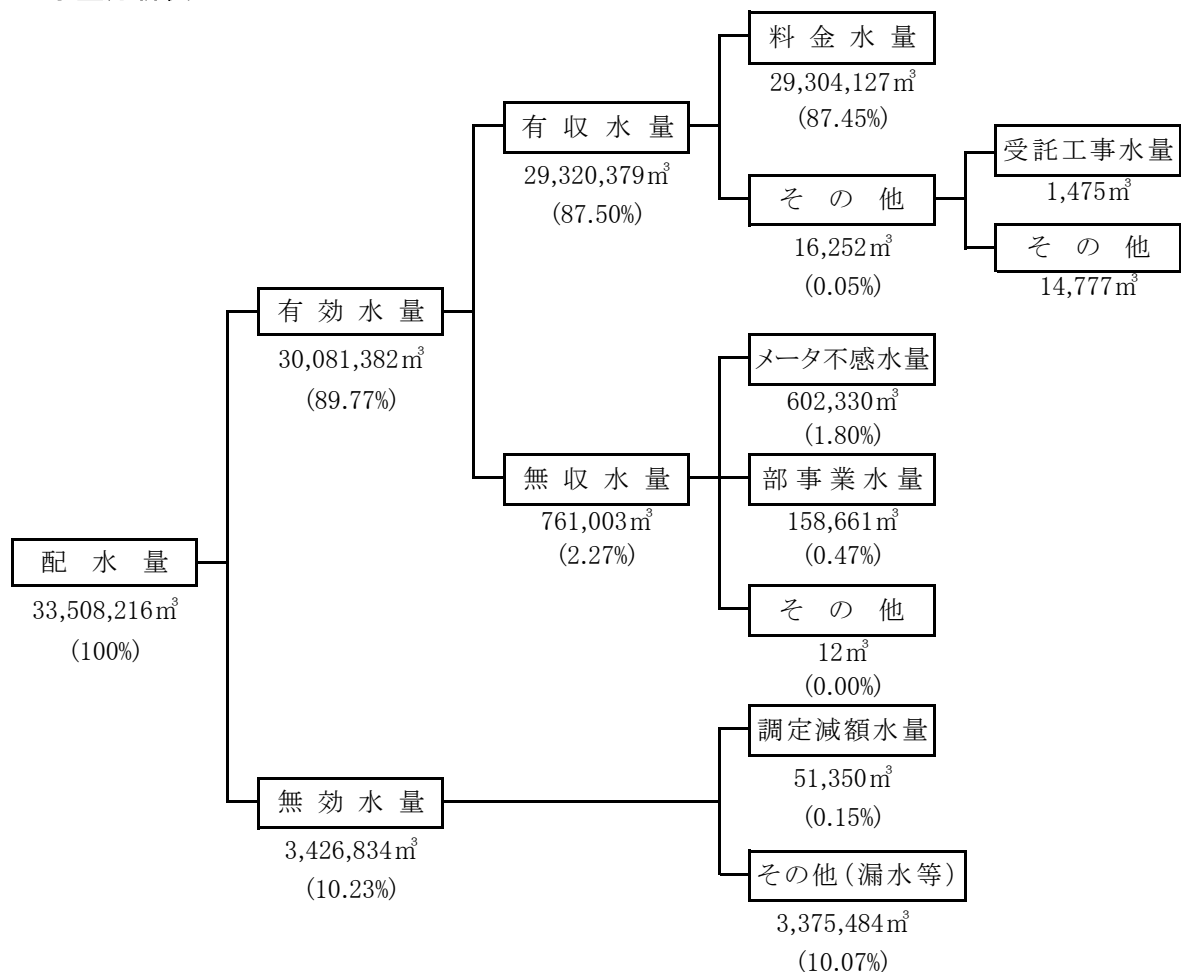 料金水量
29,304,127㎥
(87.45%)
有収水量
29,320,379㎥
(87.50%)
受託工事水量
1,475㎥
その他
16,252㎥
(0.05%)
その他
14,777㎥
有効水量
30,081,382㎥
(89.77%)
メータ不感水量
602,330㎥
(1.80%)
無収水量
761,003㎥
(2.27%)
部事業水量
158,661㎥
(0.47%)
配水量
33,508,216㎥
(100%)
その他
12㎥
(0.00%)
調定減額水量
51,350㎥
(0.15%)
無効水量
3,426,834㎥
(10.23%)
その他(漏水等)
3,375,484㎥
(10.07%)